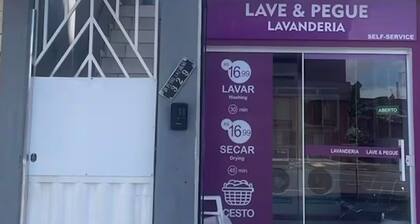 LAVE & PEGUE
LAVANDERIA
SELF-SERVICE
929
R$ 16,99
LAVAR
Washing
30 min
R$ 16,99
SECAR
Drying
45 min
CESTO
ABERTO
LAVANDERIA LAVE & PEGUE